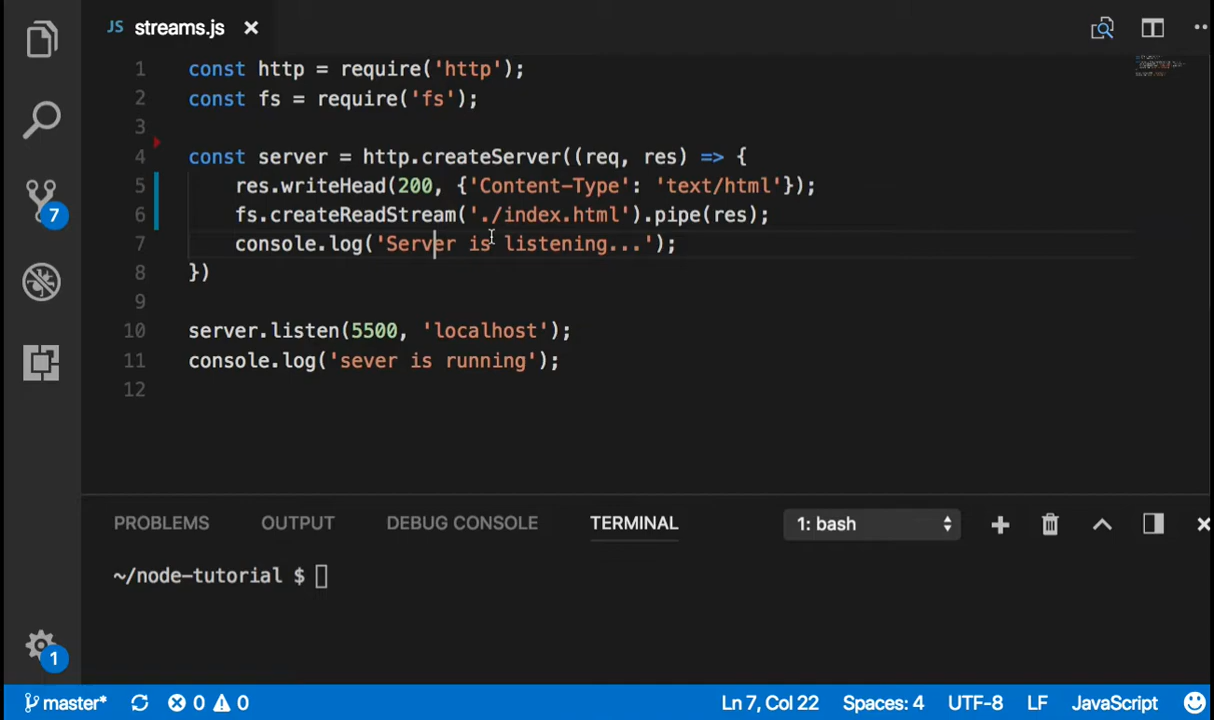 JS streams.js
1 const http = require('http');
2 const fs = require('fs');
3
4 const server = http.createServer((req, res) => {
5     res.writeHead(200, {'Content-Type': 'text/html'});
6     fs.createReadStream('./index.html').pipe(res);
7     console.log('Server is listening...');
8 })
9
10 server.listen(5500, 'localhost');
11 console.log('sever is running');
12
7
PROBLEMS OUTPUT DEBUG CONSOLE TERMINAL 1: bash
~/node-tutorial $
1
master* 0 0 Ln 7, Col 22 Spaces: 4 UTF-8 LF JavaScript